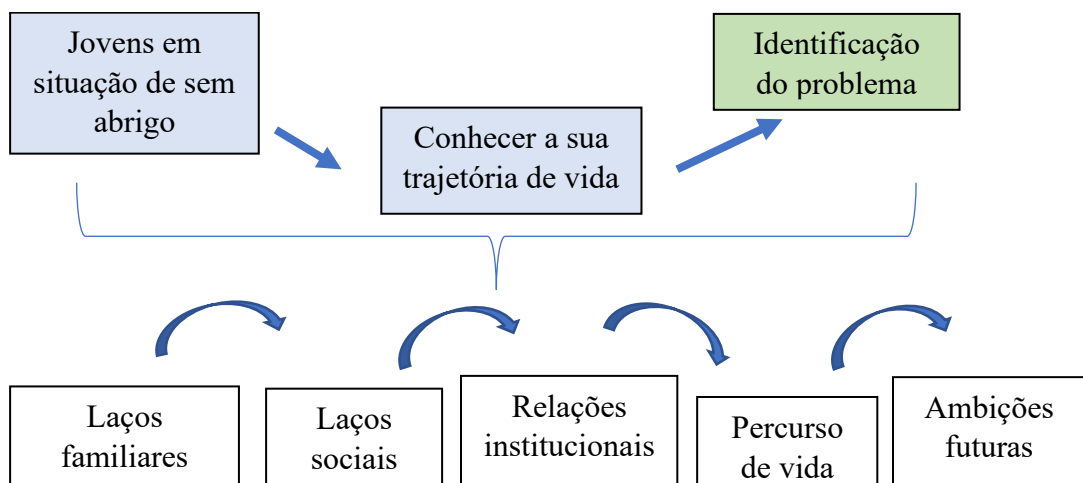 Jovens em
situação de sem
abrigo
Identificação
do problema
Conhecer a sua
trajetória de vida
Laços
familiares
Laços
sociais
Relações
institucionais
Percurso
de vida
Ambições
futuras